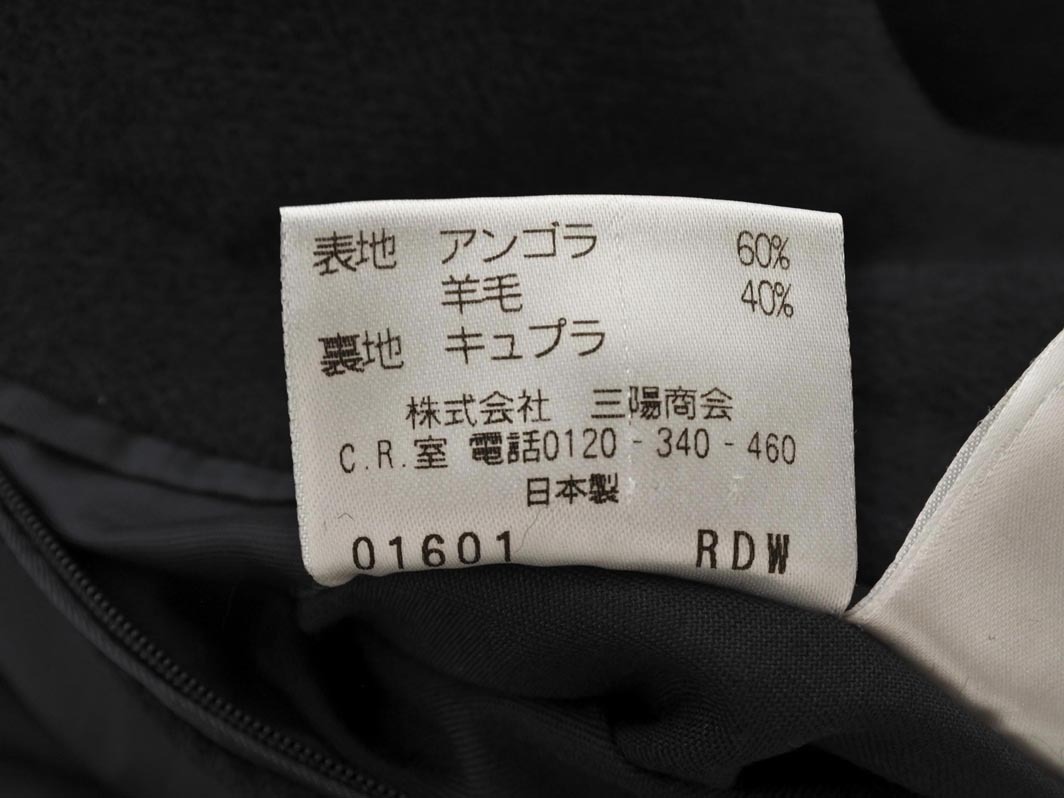 表地 アンゴラ 60%
羊毛 40%
裏地 キュプラ
株式会社 三陽商会
C.R.室 電話0120-340-460
日本製
01601 RDW